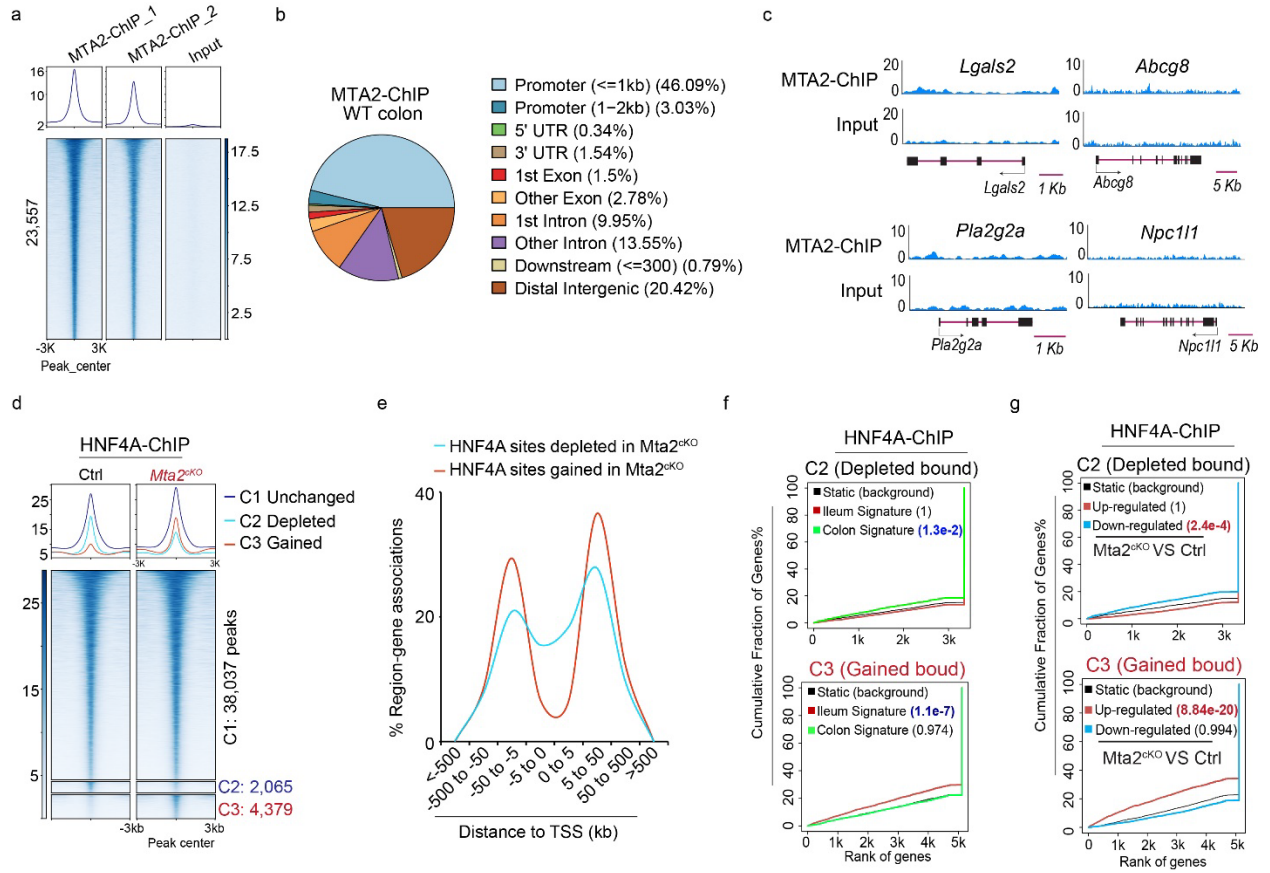 a
MTA2-ChIP_1
MTA2-ChIP_2
Input
16
10
2
23,557
17.5
12.5
7.5
2.5
-3K
3K
Peak_center
b
MTA2-ChIP
WT colon
Promoter (<=1kb) (46.09%)
Promoter (1−2kb) (3.03%)
5' UTR (0.34%)
3' UTR (1.54%)
1st Exon (1.5%)
Other Exon (2.78%)
1st Intron (9.95%)
Other Intron (13.55%)
Downstream (<=300) (0.79%)
Distal Intergenic (20.42%)
c
Lgals2
Abcg8
MTA2-ChIP
20
0
10
0
Input
20
0
10
0
Lgals2
1 Kb
Abcg8
5 Kb
Pla2g2a
Npc1l1
MTA2-ChIP
10
0
10
0
Input
10
0
10
0
Pla2g2a
1 Kb
Npc1l1
5 Kb
d
HNF4A-ChIP
Ctrl
Mta2cKO
25
15
5
-3K
3K
C1 Unchanged
C2 Depleted
C3 Gained
25
15
5
C1: 38,037 peaks
C2: 2,065
C3: 4,379
-3kb
3kb
Peak center
e
HNF4A sites depleted in Mta2cKO
HNF4A sites gained in Mta2cKO
% Region-gene associations
40
20
0
<-500
-500 to -50
-50 to -5
-5 to 0
0 to 5
5 to 50
50 to 500
>500
Distance to TSS (kb)
f
HNF4A-ChIP
C2 (Depleted bound)
Static (background)
Ileum Signature (1)
Colon Signature (1.3e-2)
100
80
60
40
20
0
0
1k
2k
3k
Cumulative Fraction of Genes%
C3 (Gained boud)
Static (background)
Ileum Signature (1.1e-7)
Colon Signature (0.974)
100
80
60
40
20
0
0
1k
2k
3k
4k
5k
Rank of genes
g
HNF4A-ChIP
C2 (Depleted bound)
Static (background)
Up-regulated (1)
Down-regulated (2.4e-4)
Mta2cKO VS Ctrl
100
80
60
40
20
0
0
1k
2k
3k
Cumulative Fraction of Genes%
C3 (Gained boud)
Static (background)
Up-regulated (8.84e-20)
Down-regulated (0.994)
Mta2cKO VS Ctrl
100
80
60
40
20
0
0
1k
2k
3k
4k
5k
Rank of genes